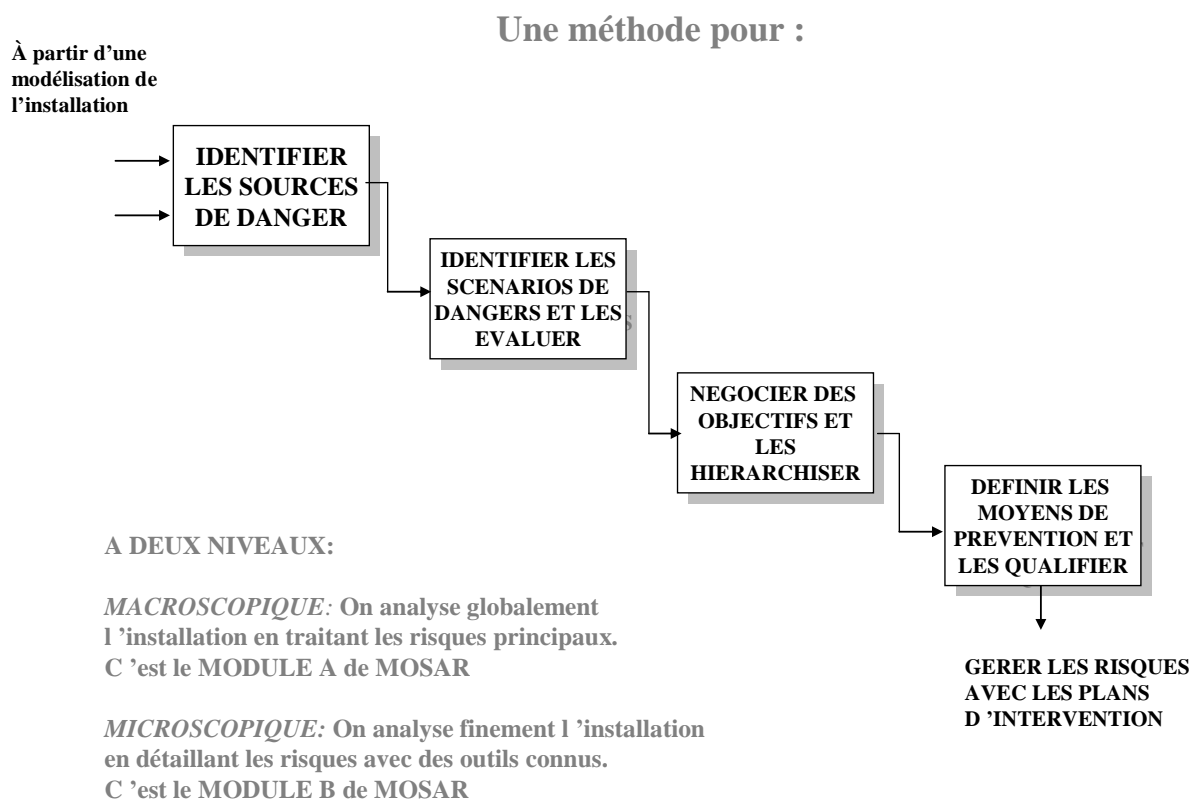 Une méthode pour :
À partir d’une
modélisation de
l’installation
IDENTIFIER
LES SOURCES
DE DANGER
IDENTIFIER LES
SCENARIOS DE
DANGERS ET LES
EVALUER
NEGOCIER DES
OBJECTIFS ET
LES
HIERARCHISER
DEFINIR LES
MOYENS DE
PREVENTION ET
LES QUALIFIER
GERER LES RISQUES
AVEC LES PLANS
D ’INTERVENTION
A DEUX NIVEAUX:
MACROSCOPIQUE: On analyse globalement
l ’installation en traitant les risques principaux.
C ’est le MODULE A de MOSAR
MICROSCOPIQUE: On analyse finement l ’installation
en détaillant les risques avec des outils connus.
C ’est le MODULE B de MOSAR